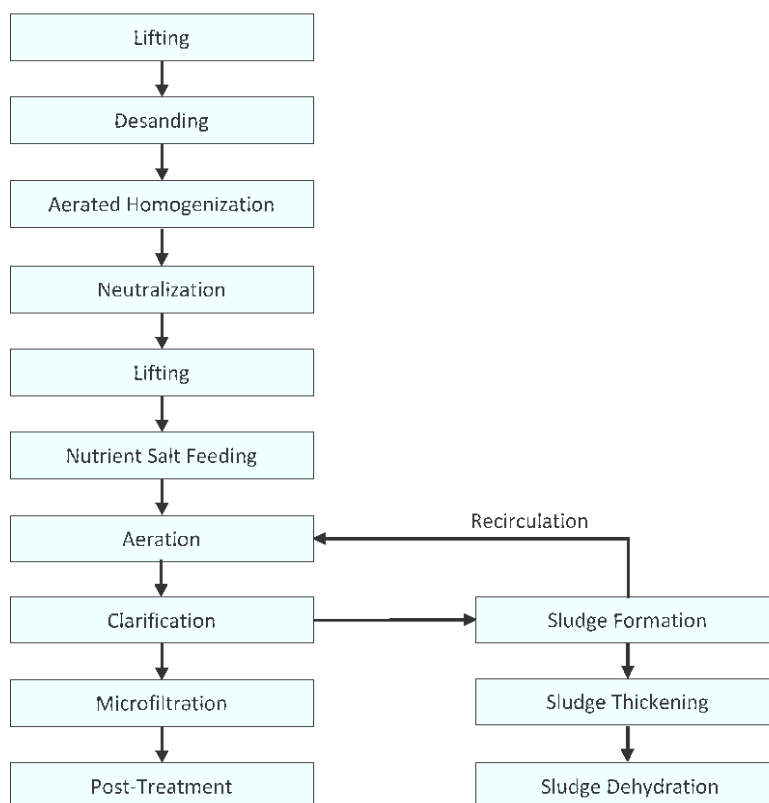 Lifting
Desanding
Aerated Homogenization
Neutralization
Lifting
Nutrient Salt Feeding
Recirculation
Aeration
Clarification
Sludge Formation
Microfiltration
Sludge Thickening
Post-Treatment
Sludge Dehydration